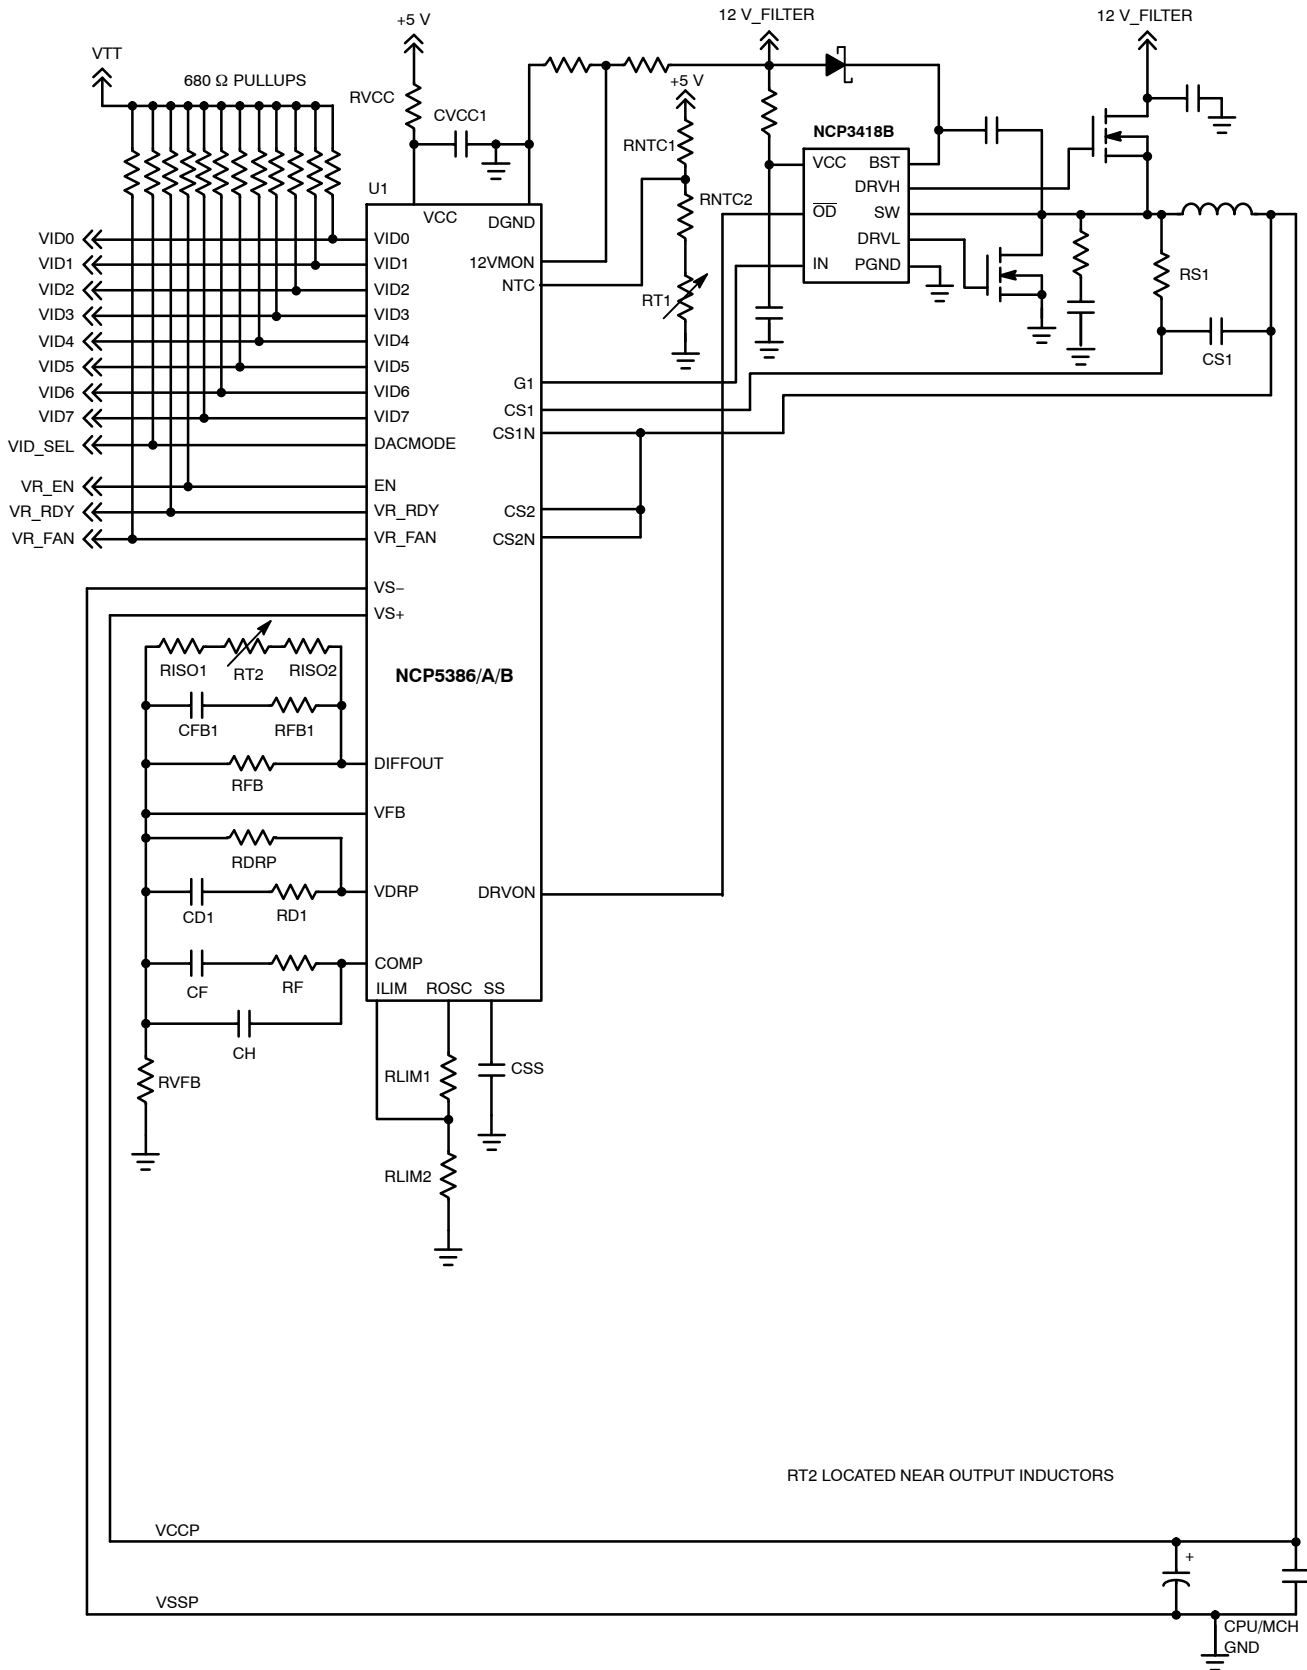 +5 V
12 V_FILTER
12 V_FILTER
VTT
680 Ω PULLUPS
RVCC
CVCC1
+5 V
RNTC1
RNTC2
RT1
NCP3418B
VCC
BST
DRVH
OD
SW
DRVL
IN
PGND
RS1
CS1
U1
VCC
DGND
VID0
VID0
VID1
VID1
12VMON
VID2
VID2
NTC
VID3
VID3
VID4
VID4
VID5
VID5
G1
VID6
VID6
CS1
VID7
VID7
CS1N
VID_SEL
DACMODE
VR_EN
EN
VR_RDY
VR_RDY
CS2
VR_FAN
VR_FAN
CS2N
VS–
VS+
RISO1
RT2
RISO2
NCP5386/A/B
CFB1
RFB1
DIFFOUT
RFB
VFB
RDRP
VDRP
DRVON
CD1
RD1
COMP
CF
RF
ILIM
ROSC
SS
CH
RVFB
RLIM1
CSS
RLIM2
RT2 LOCATED NEAR OUTPUT INDUCTORS
VCCP
+
VSSP
CPU/MCH
GND